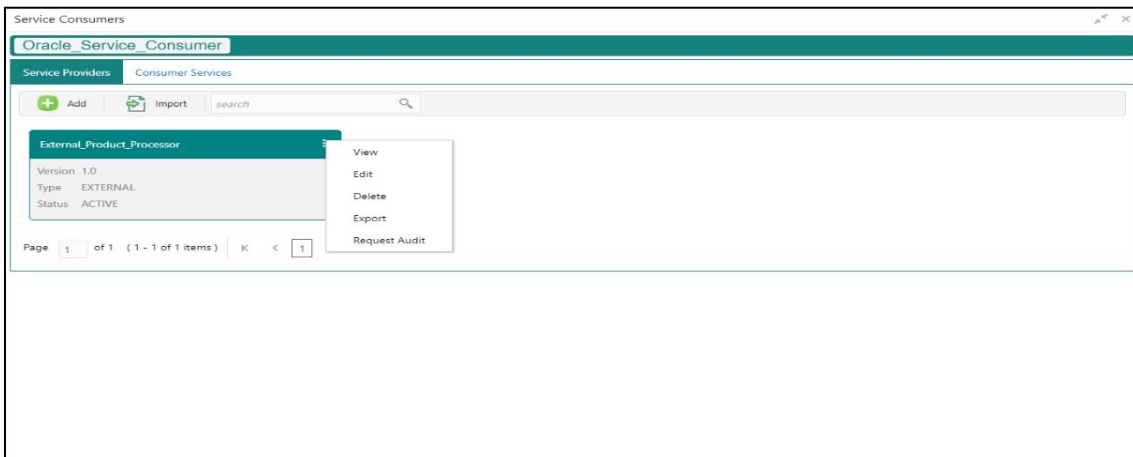 Service Consumers
Oracle_Service_Consumer
Service Providers Consumer Services
Add Import search
External_Product_Processor
Version 1.0
Type EXTERNAL
Status ACTIVE
View
Edit
Delete
Export
Request Audit
Page 1 of 1 (1 - 1 of 1 items) K < 1